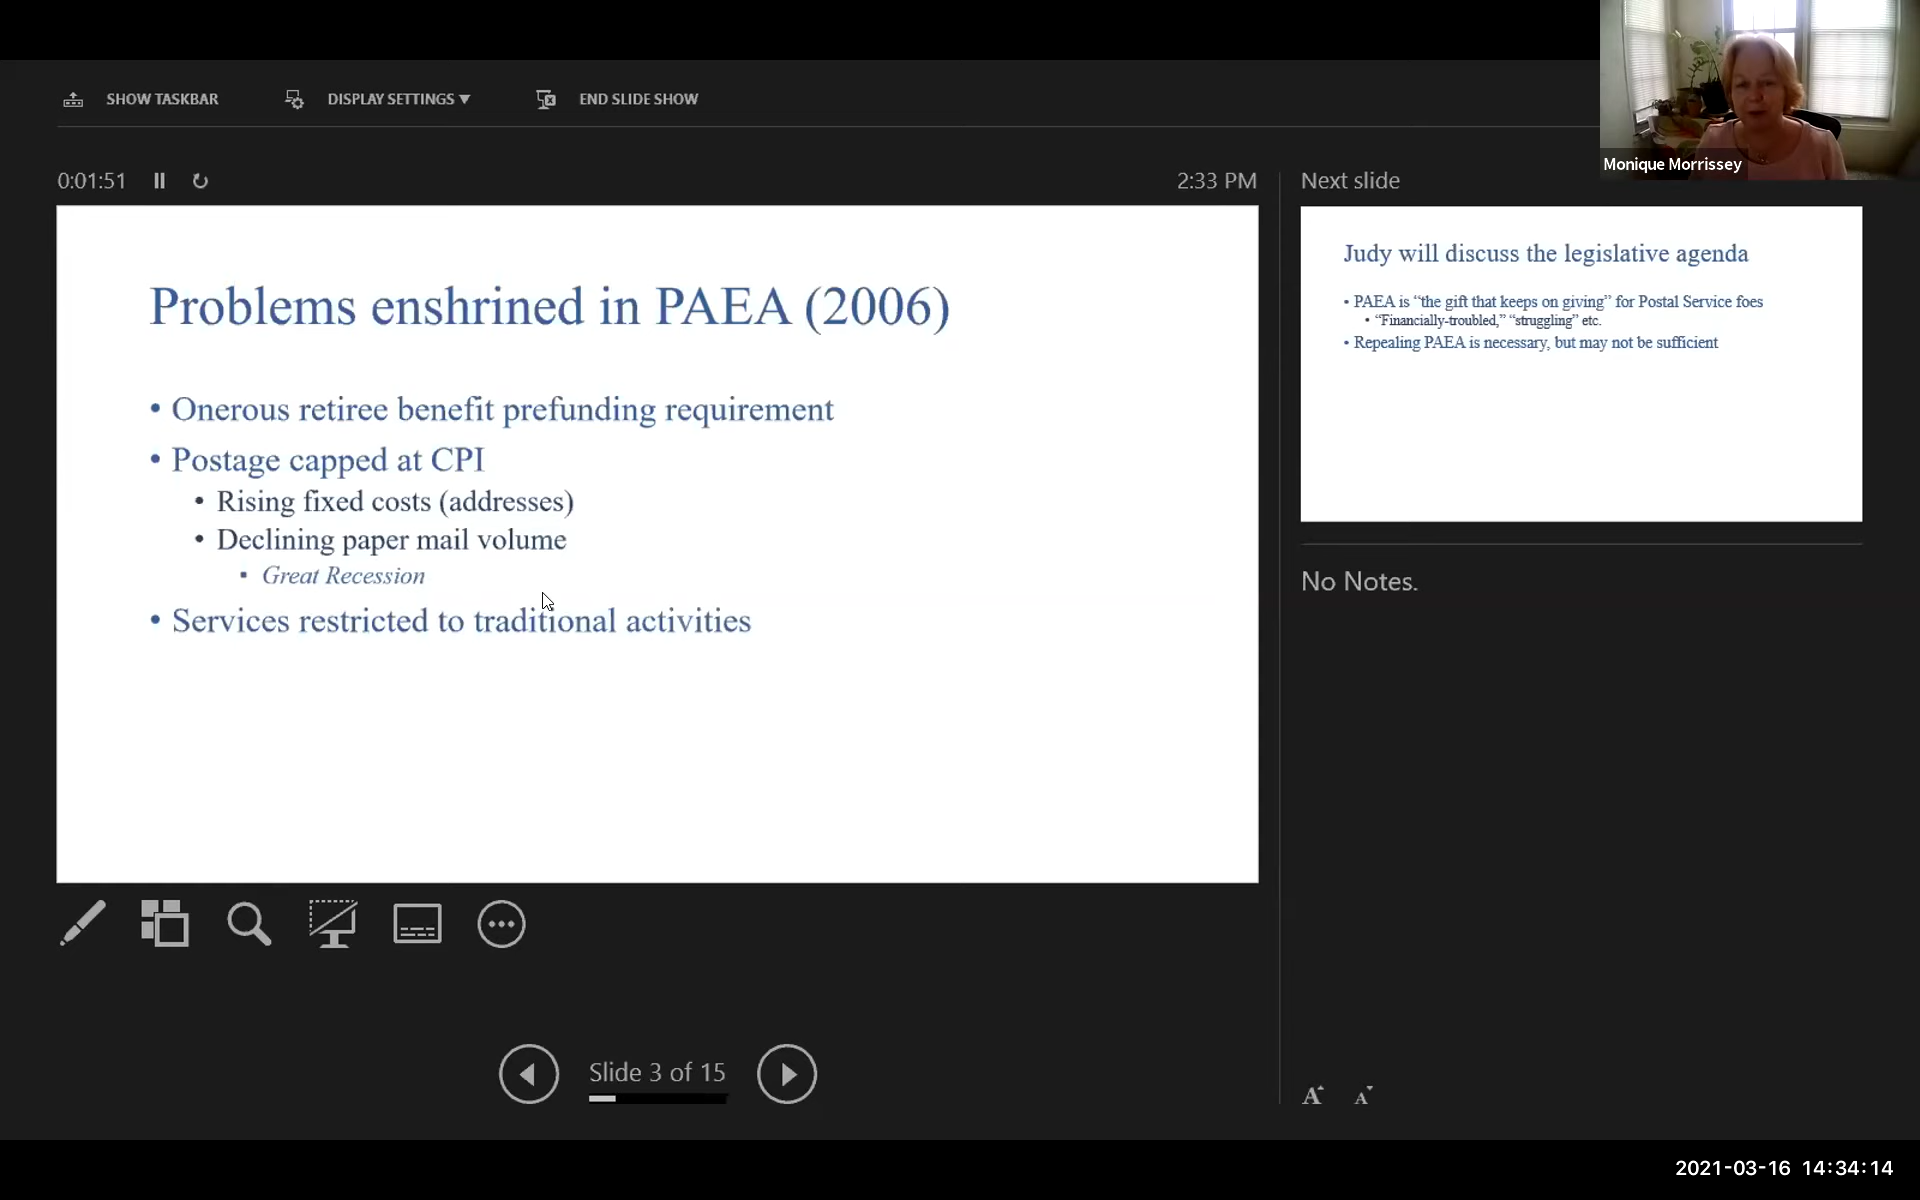 SHOW TASKBAR
DISPLAY SETTINGS ▼
END SLIDE SHOW
Monique Morrissey
0:01:51
2:33 PM
Next slide
Problems enshrined in PAEA (2006)
• Onerous retiree benefit prefunding requirement
• Postage capped at CPI
• Rising fixed costs (addresses)
• Declining paper mail volume
▪ Great Recession
• Services restricted to traditional activities
Judy will discuss the legislative agenda
• PAEA is “the gift that keeps on giving” for Postal Service foes
• “Financially-troubled,” “struggling” etc.
• Repealing PAEA is necessary, but may not be sufficient
No Notes.
Slide 3 of 15
A A
2021-03-16 14:34:14